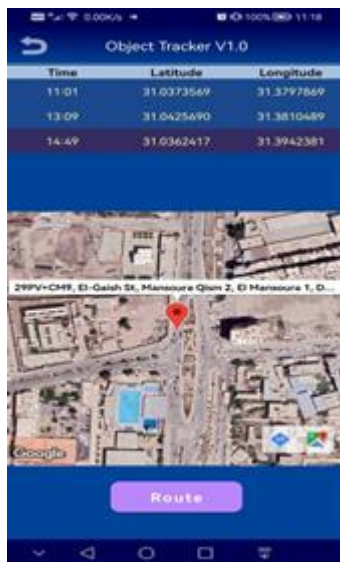 0.00K/s 100% 11:18
Object Tracker V1.0
Time Latitude Longitude
11:01 31.0373569 31.3797869
13:09 31.0425690 31.3810489
14:49 31.0362417 31.3942381
29PV+CM9, El-Gaish St, Mansoura Qism 2, El Mansoura 1, D...
Google
Route